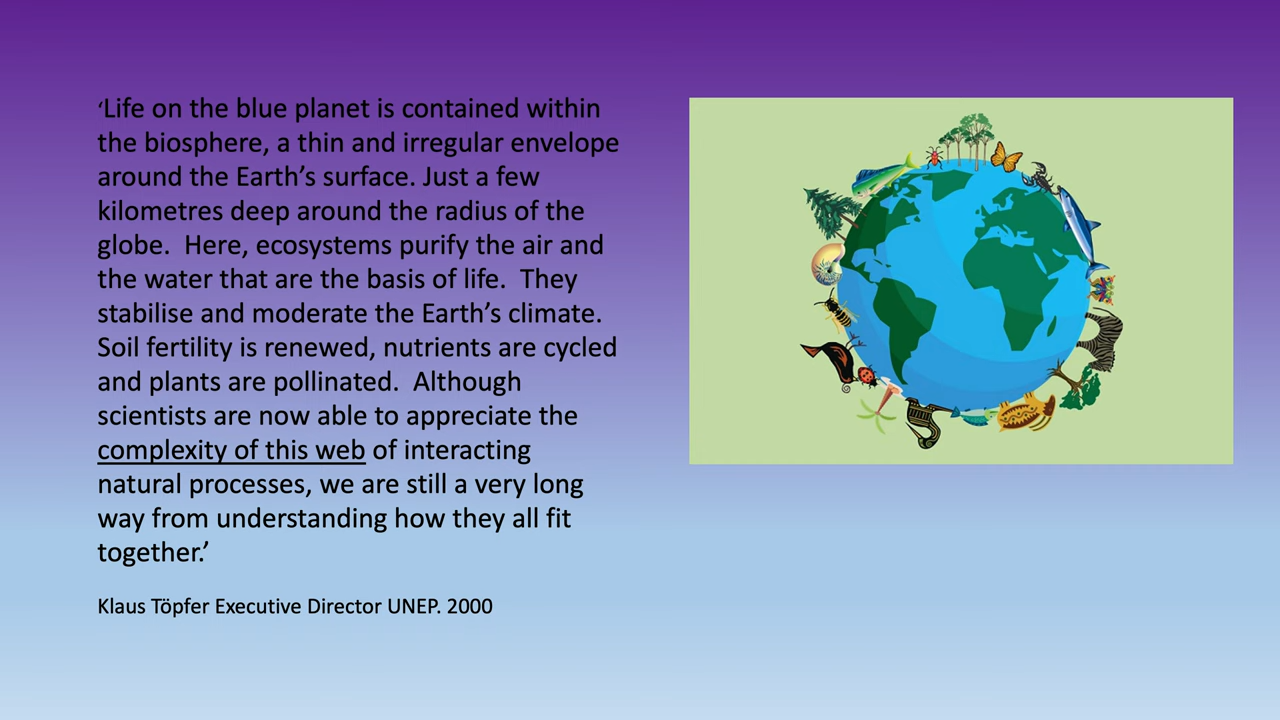 ‘Life on the blue planet is contained within
the biosphere, a thin and irregular envelope
around the Earth’s surface. Just a few
kilometres deep around the radius of the
globe.  Here, ecosystems purify the air and
the water that are the basis of life.  They
stabilise and moderate the Earth’s climate.
Soil fertility is renewed, nutrients are cycled
and plants are pollinated.  Although
scientists are now able to appreciate the
complexity of this web of interacting
natural processes, we are still a very long
way from understanding how they all fit
together.’
Klaus Töpfer Executive Director UNEP. 2000